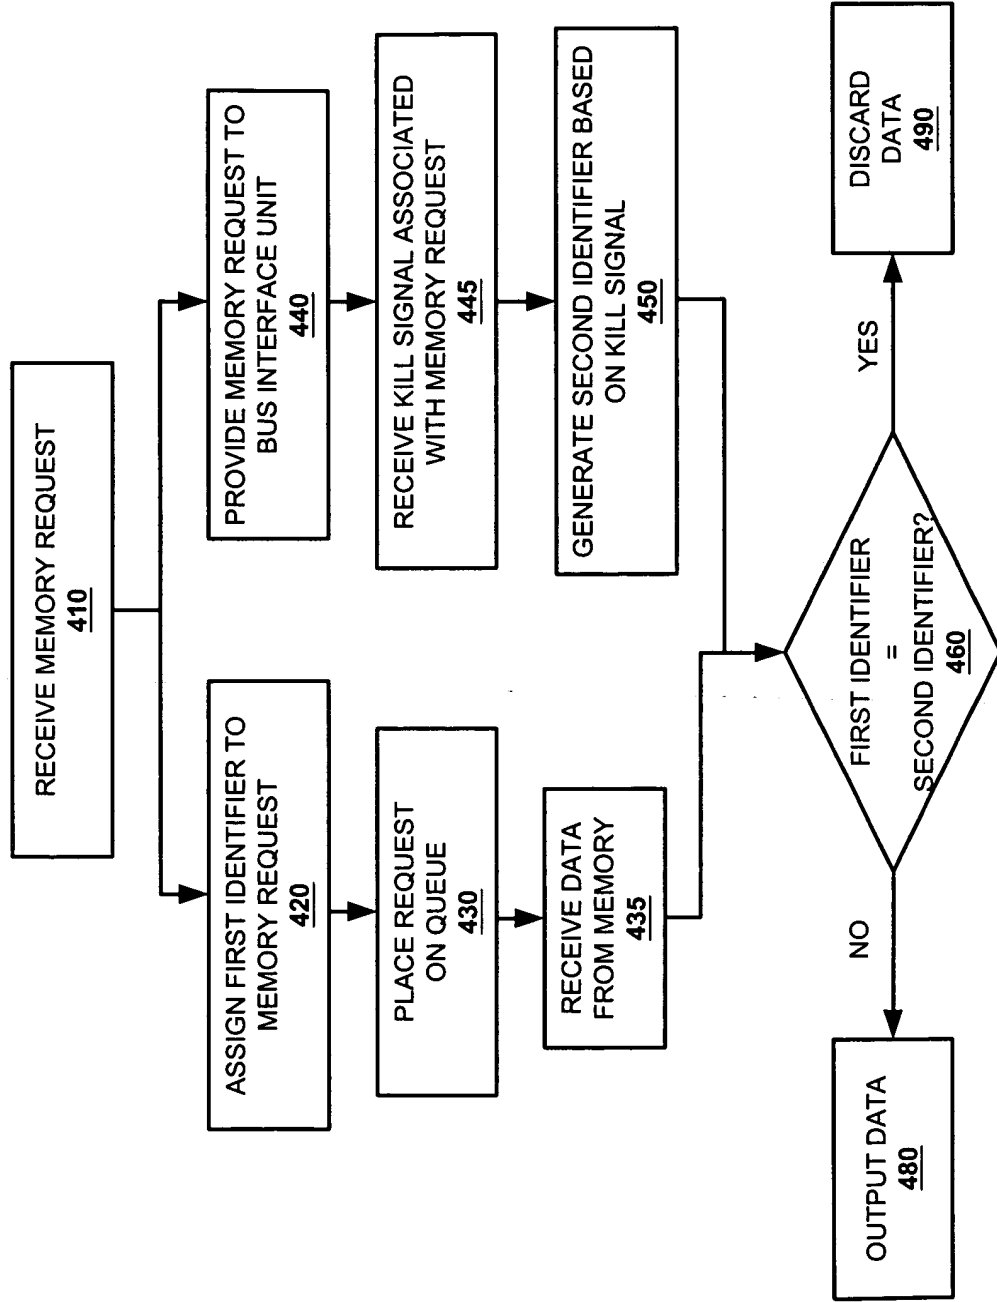 RECEIVE MEMORY REQUEST
410
ASSIGN FIRST IDENTIFIER TO
MEMORY REQUEST
420
PLACE REQUEST
ON QUEUE
430
RECEIVE DATA
FROM MEMORY
435
PROVIDE MEMORY REQUEST TO
BUS INTERFACE UNIT
440
RECEIVE KILL SIGNAL ASSOCIATED
WITH MEMORY REQUEST
445
GENERATE SECOND IDENTIFIER BASED
ON KILL SIGNAL
450
FIRST IDENTIFIER
=
SECOND IDENTIFIER?
460
NO
YES
OUTPUT DATA
480
DISCARD
DATA
490